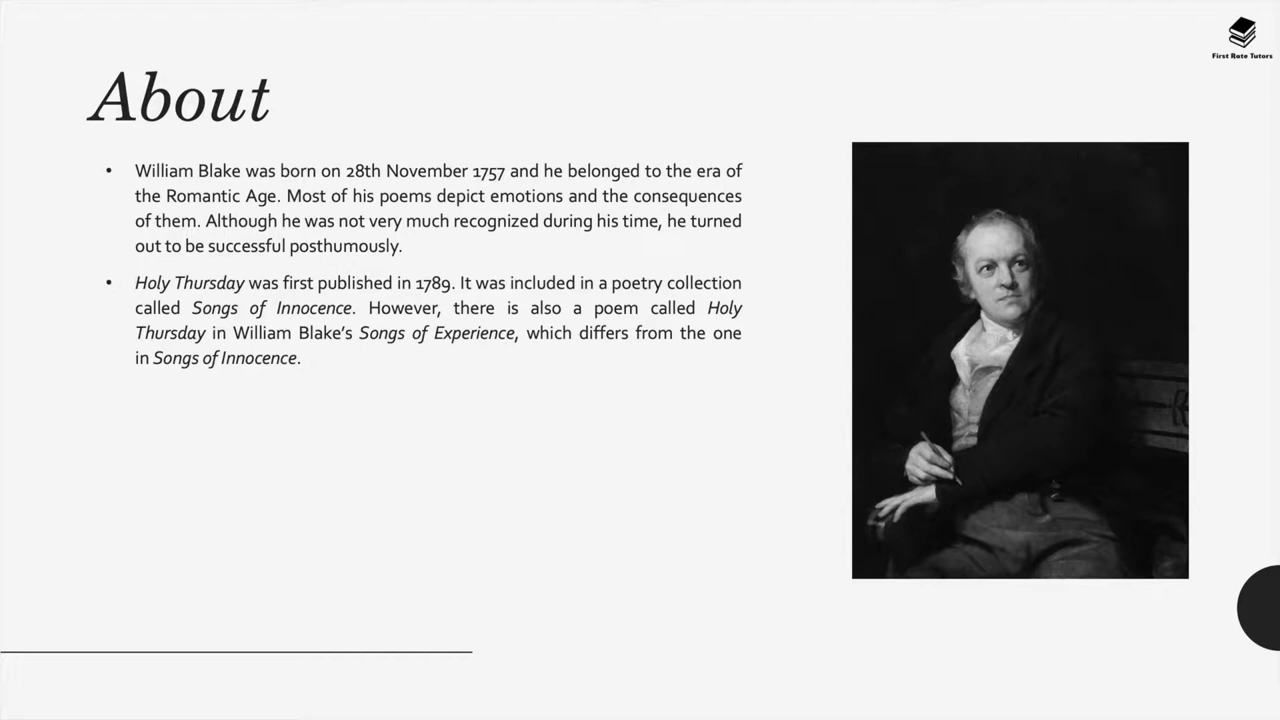 First Rate Tutors
About
• William Blake was born on 28th November 1757 and he belonged to the era of
the Romantic Age. Most of his poems depict emotions and the consequences
of them. Although he was not very much recognized during his time, he turned
out to be successful posthumously.
• Holy Thursday was first published in 1789. It was included in a poetry collection
called Songs of Innocence. However, there is also a poem called Holy
Thursday in William Blake’s Songs of Experience, which differs from the one
in Songs of Innocence.